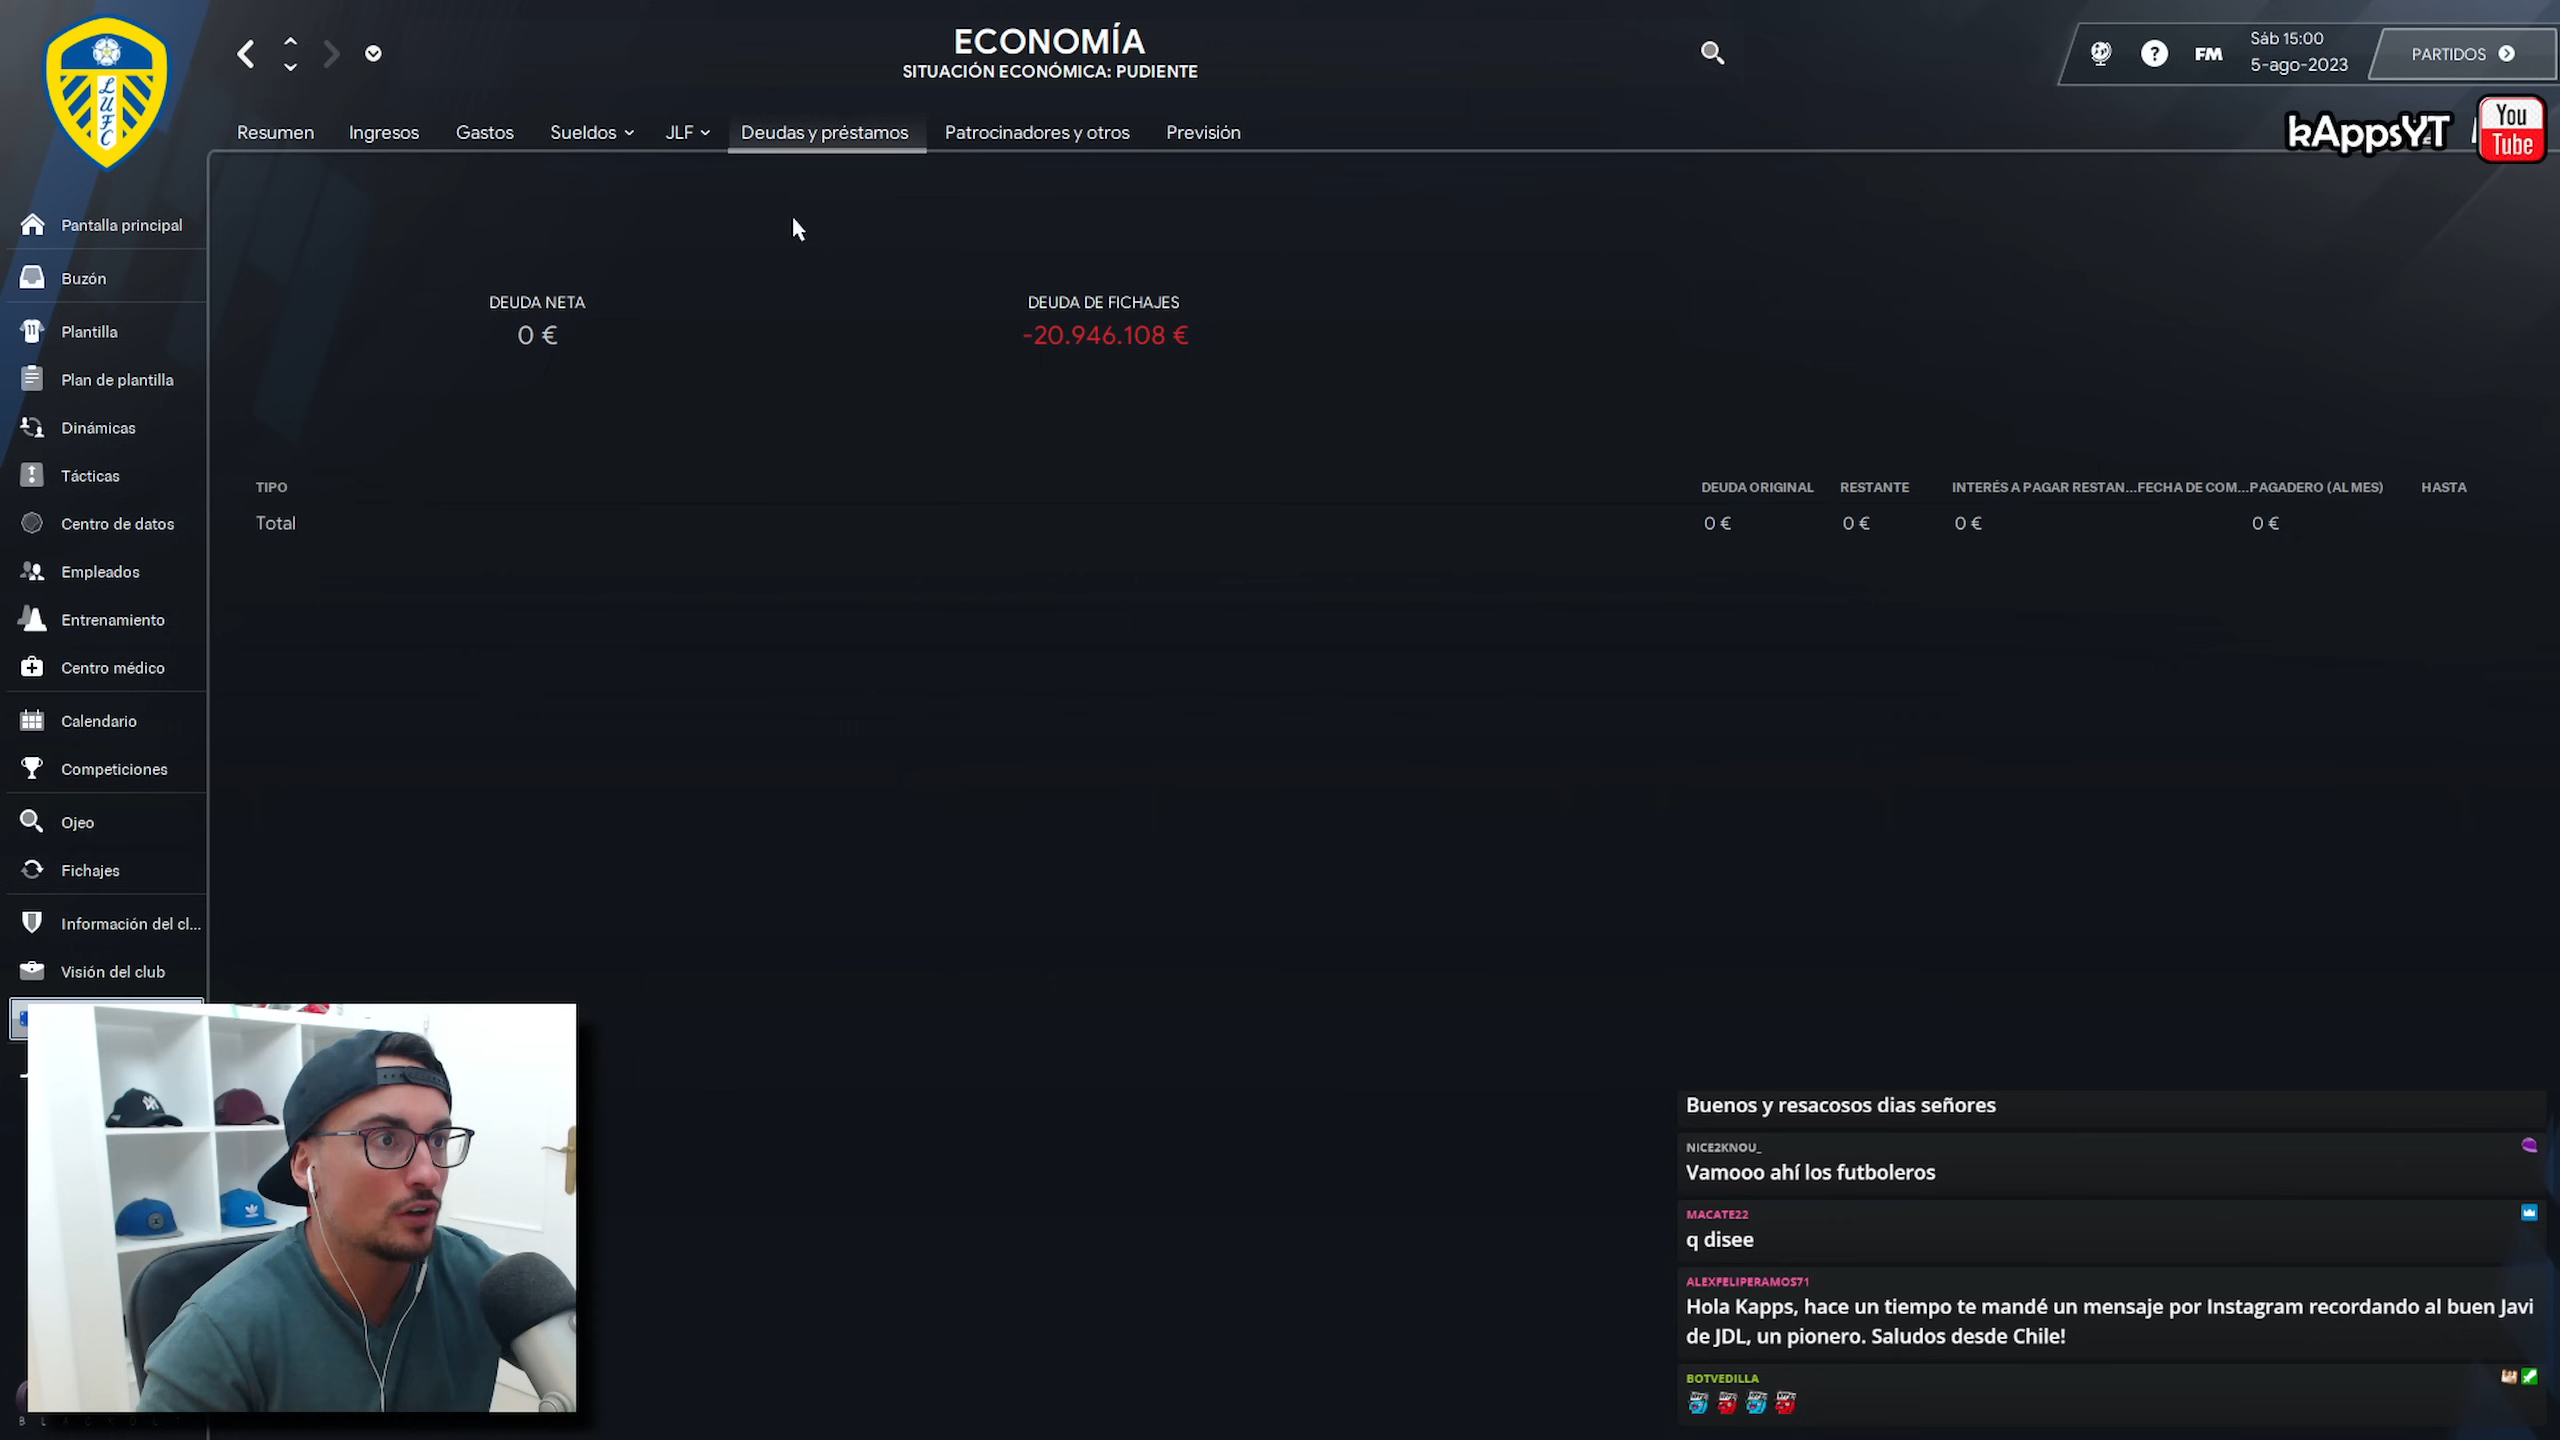 ECONOMÍA
SITUACIÓN ECONÓMICA: PUDIENTE
FM
Sáb 15:00
5-ago-2023
PARTIDOS
LUFC
Resumen
Ingresos
Gastos
Sueldos
JLF
Deudas y préstamos
Patrocinadores y otros
Previsión
kAppsYT
You
Tube
Pantalla principal
Buzón
Plantilla
Plan de plantilla
Dinámicas
Tácticas
Centro de datos
Empleados
Entrenamiento
Centro médico
Calendario
Competiciones
Ojeo
Fichajes
Información del cl...
Visión del club
DEUDA NETA
0 €
DEUDA DE FICHAJES
-20.946.108 €
TIPO
DEUDA ORIGINAL
RESTANTE
INTERÉS A PAGAR RESTAN...
FECHA DE COM...
PAGADERO (AL MES)
HASTA
Total
0 €
0 €
0 €
0 €
Buenos y resacosos dias señores
NICE2KNOU_
Vamooo ahí los futboleros
MACATE22
q disee
ALEXFELIPERAMOS71
Hola Kapps, hace un tiempo te mandé un mensaje por Instagram recordando al buen Javi
de JDL, un pionero. Saludos desde Chile!
BOTVEDILLA